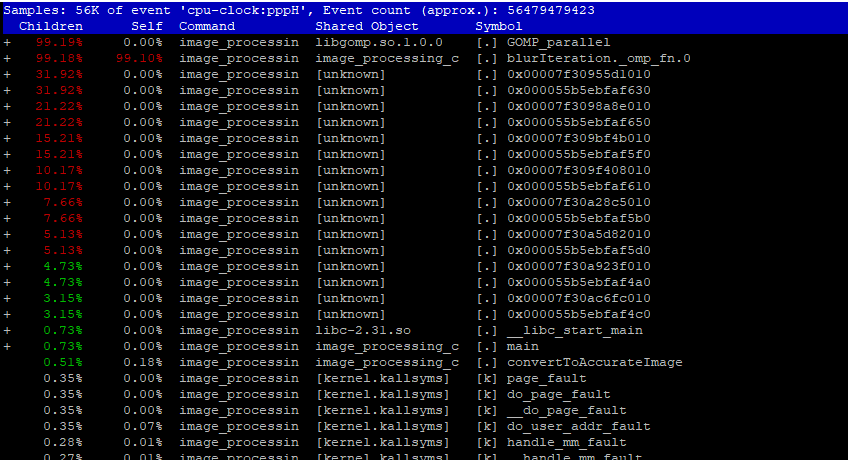 Samples: 56K of event 'cpu-clock:pppH', Event count (approx.): 56479479423
Children Self Command Shared Object Symbol
+ 99.19% 0.00% image_processin libgomp.so.1.0.0 [.] GOMP_parallel
+ 99.18% 99.10% image_processin image_processing_c [.] blurIteration._omp_fn.0
+ 31.92% 0.00% image_processin [unknown] [.] 0x00007f30955d1010
+ 31.92% 0.00% image_processin [unknown] [.] 0x000055b5ebfaf630
+ 21.22% 0.00% image_processin [unknown] [.] 0x00007f3098a8e010
+ 21.22% 0.00% image_processin [unknown] [.] 0x000055b5ebfaf650
+ 15.21% 0.00% image_processin [unknown] [.] 0x00007f309bf4b010
+ 15.21% 0.00% image_processin [unknown] [.] 0x000055b5ebfaf5f0
+ 10.17% 0.00% image_processin [unknown] [.] 0x00007f309f408010
+ 10.17% 0.00% image_processin [unknown] [.] 0x000055b5ebfaf610
+ 7.66% 0.00% image_processin [unknown] [.] 0x00007f30a28c5010
+ 7.66% 0.00% image_processin [unknown] [.] 0x000055b5ebfaf5b0
+ 5.13% 0.00% image_processin [unknown] [.] 0x00007f30a5d82010
+ 5.13% 0.00% image_processin [unknown] [.] 0x000055b5ebfaf5d0
+ 4.73% 0.00% image_processin [unknown] [.] 0x00007f30a923f010
+ 4.73% 0.00% image_processin [unknown] [.] 0x000055b5ebfaf4a0
+ 3.15% 0.00% image_processin [unknown] [.] 0x00007f30ac6fc010
+ 3.15% 0.00% image_processin [unknown] [.] 0x000055b5ebfaf4c0
+ 0.73% 0.00% image_processin libc-2.31.so [.] __libc_start_main
+ 0.73% 0.00% image_processin image_processing_c [.] main
0.51% 0.18% image_processin image_processing_c [.] convertToAccurateImage
0.35% 0.00% image_processin [kernel.kallsyms] [k] page_fault
0.35% 0.00% image_processin [kernel.kallsyms] [k] do_page_fault
0.35% 0.00% image_processin [kernel.kallsyms] [k] __do_page_fault
0.35% 0.07% image_processin [kernel.kallsyms] [k] do_user_addr_fault
0.28% 0.01% image_processin [kernel.kallsyms] [k] handle_mm_fault
0.27% 0.01% image_processin [kernel.kallsyms] [k] __handle_mm_fault